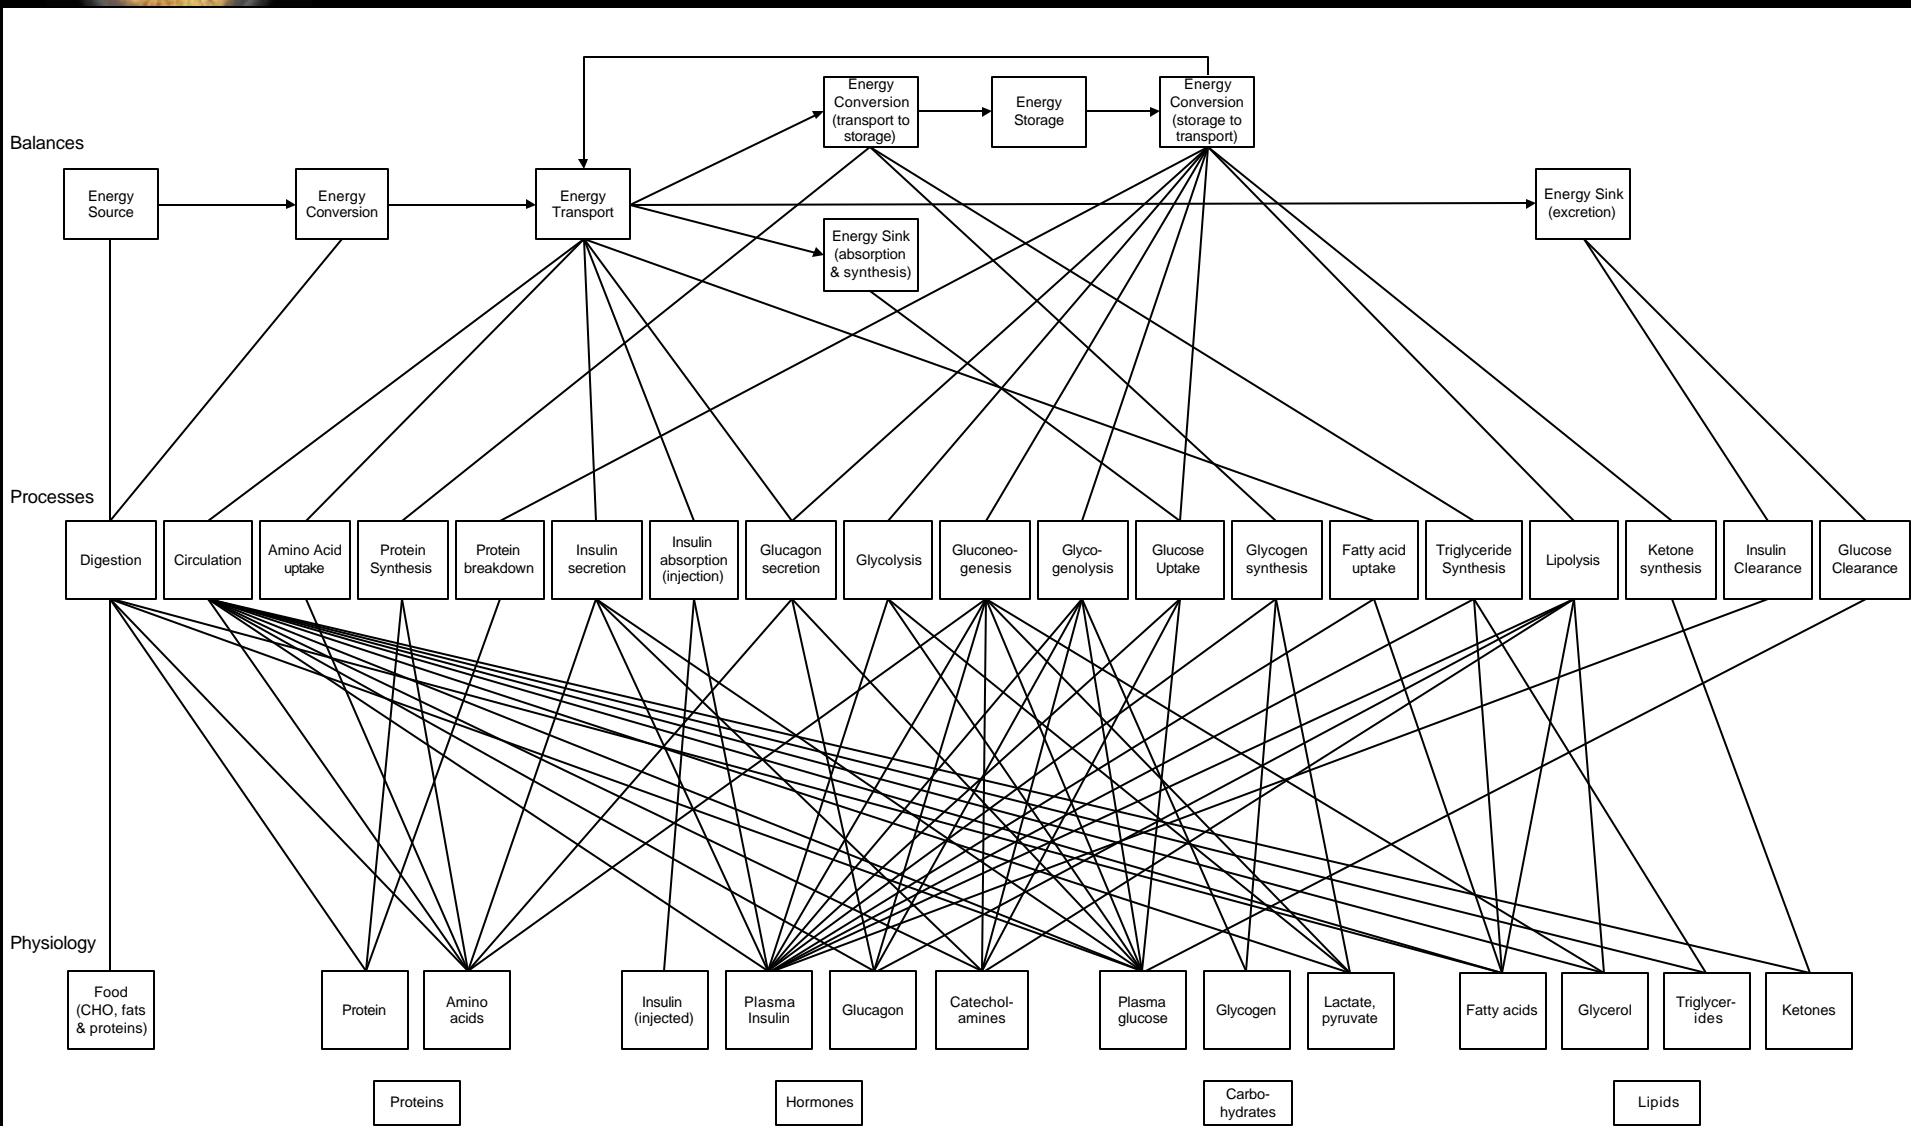 Energy
Conversion
(transport to
storage)
Energy
Storage
Energy
Conversion
(storage to
transport)
Balances
Energy
Source
Energy
Conversion
Energy
Transport
Energy Sink
(excretion)
Energy Sink
(absorption
& synthesis)
Processes
Digestion
Circulation
Amino Acid
uptake
Protein
Synthesis
Protein
breakdown
Insulin
secretion
Insulin
absorption
(injection)
Glucagon
secretion
Glycolysis
Gluconeo-
genesis
Glyco-
genolysis
Glucose
Uptake
Glycogen
synthesis
Fatty acid
uptake
Triglyceride
Synthesis
Lipolysis
Ketone
synthesis
Insulin
Clearance
Glucose
Clearance
Physiology
Food
(CHO, fats
& proteins)
Protein
Amino
acids
Insulin
(injected)
Plasma
Insulin
Glucagon
Catechol-
amines
Plasma
glucose
Glycogen
Lactate,
pyruvate
Fatty acids
Glycerol
Triglycer-
ides
Ketones
Proteins
Hormones
Carbo-
hydrates
Lipids